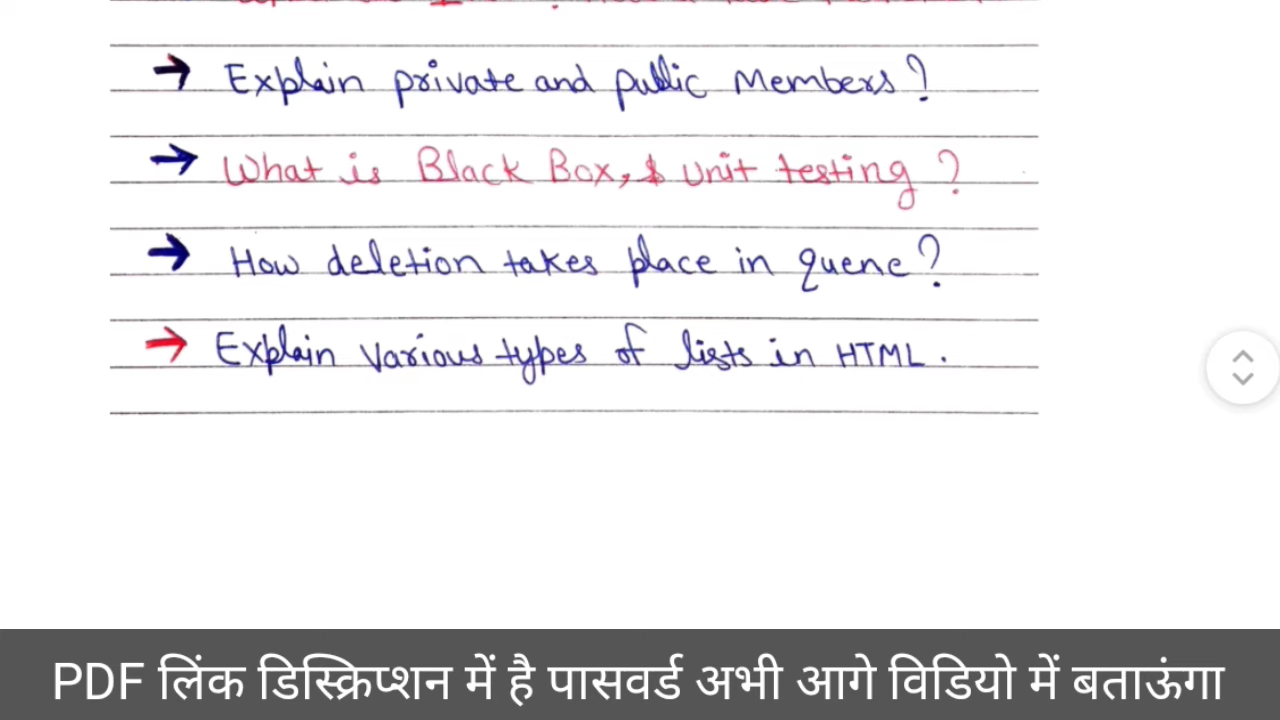 → Explain private and public Members?
→ What is Black Box, & unit testing?
→ How deletion takes place in quene?
→ Explain various types of lists in HTML.
PDF लिंक डिस्क्रिप्शन में है पासवर्ड अभी आगे विडियो में बताऊंगा